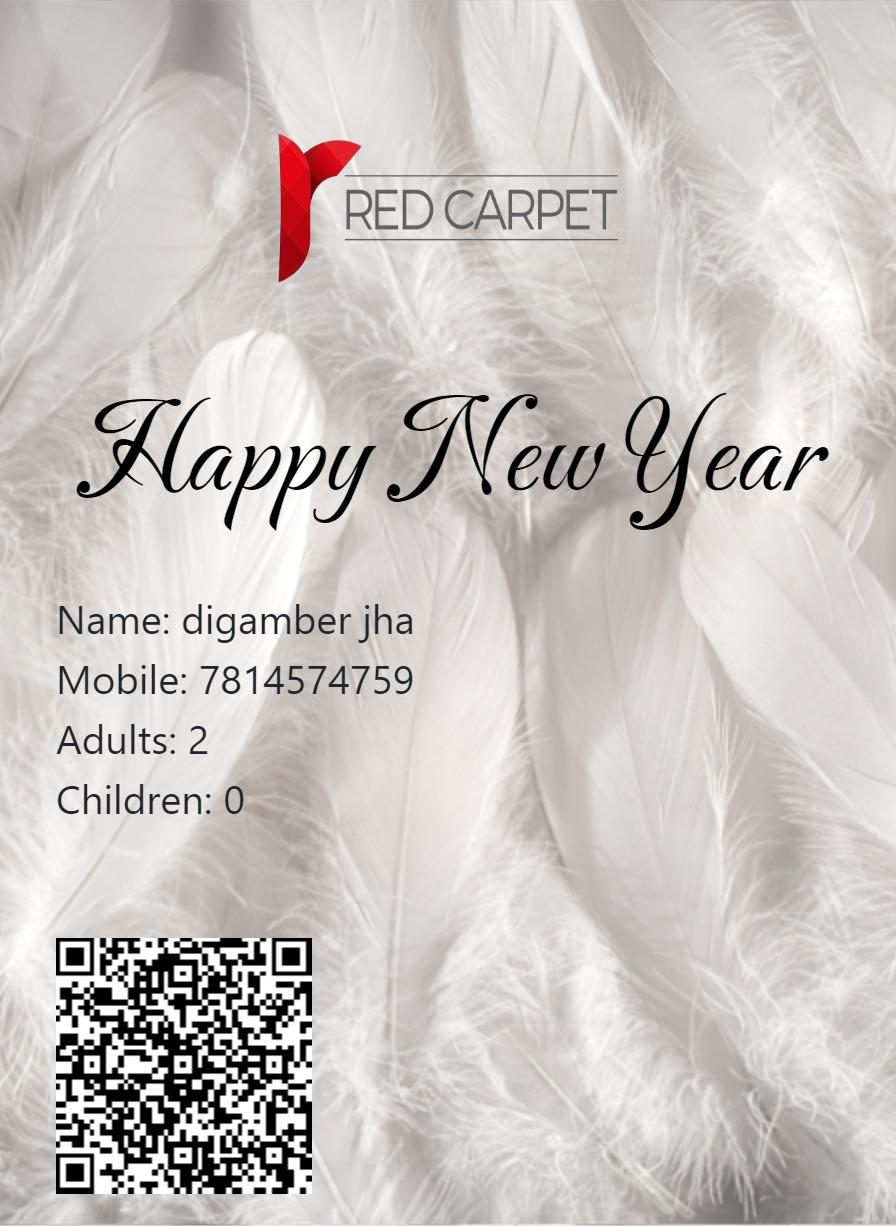 RED CARPET
Happy New Year
Name: digamber jha
Mobile: 7814574759
Adults: 2
Children: 0